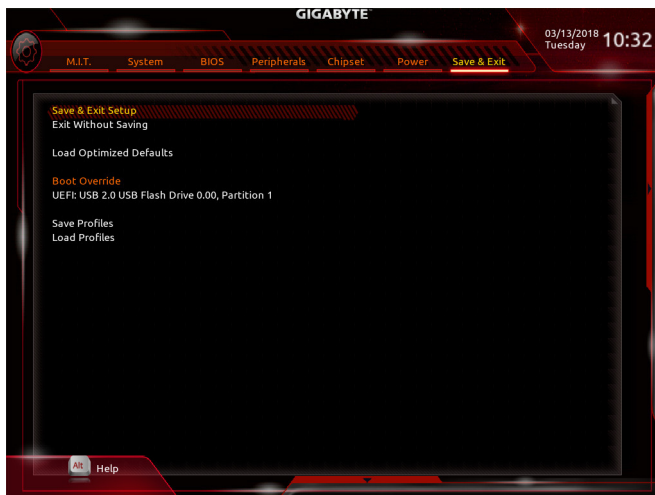 GIGABYTE™
03/13/2018 10:32
Tuesday
M.I.T. System BIOS Peripherals Chipset Power Save & Exit
Save & Exit Setup
Exit Without Saving
Load Optimized Defaults
Boot Override
UEFI: USB 2.0 USB Flash Drive 0.00, Partition 1
Save Profiles
Load Profiles
Alt Help